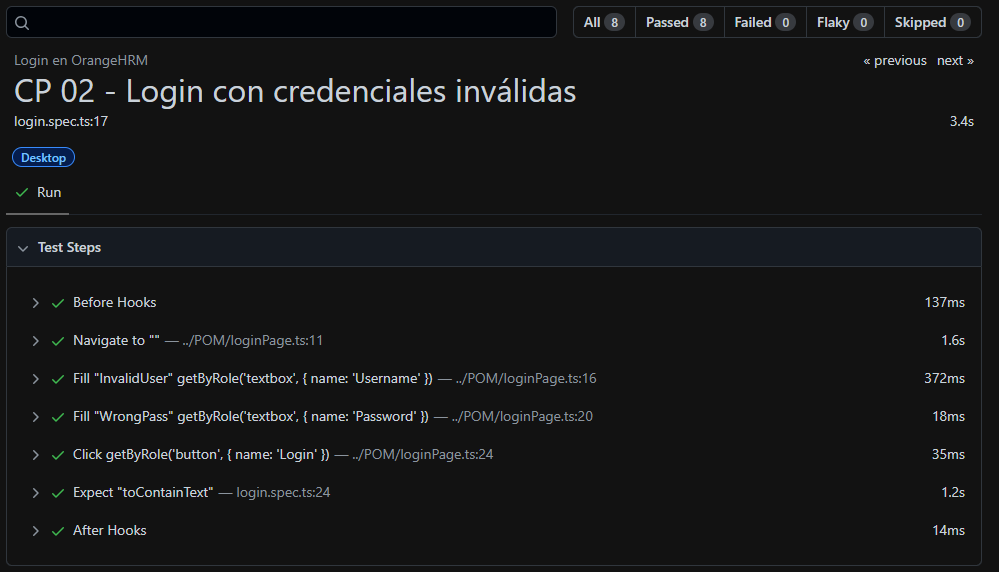 All 8 Passed 8 Failed 0 Flaky 0 Skipped 0
Login en OrangeHRM « previous next »
CP 02 - Login con credenciales inválidas
login.spec.ts:17 3.4s
Desktop
Run
Test Steps
Before Hooks 137ms
Navigate to "" — ../POM/loginPage.ts:11 1.6s
Fill "InvalidUser" getByRole('textbox', { name: 'Username' }) — ../POM/loginPage.ts:16 372ms
Fill "WrongPass" getByRole('textbox', { name: 'Password' }) — ../POM/loginPage.ts:20 18ms
Click getByRole('button', { name: 'Login' }) — ../POM/loginPage.ts:24 35ms
Expect "toContainText" — login.spec.ts:24 1.2s
After Hooks 14ms